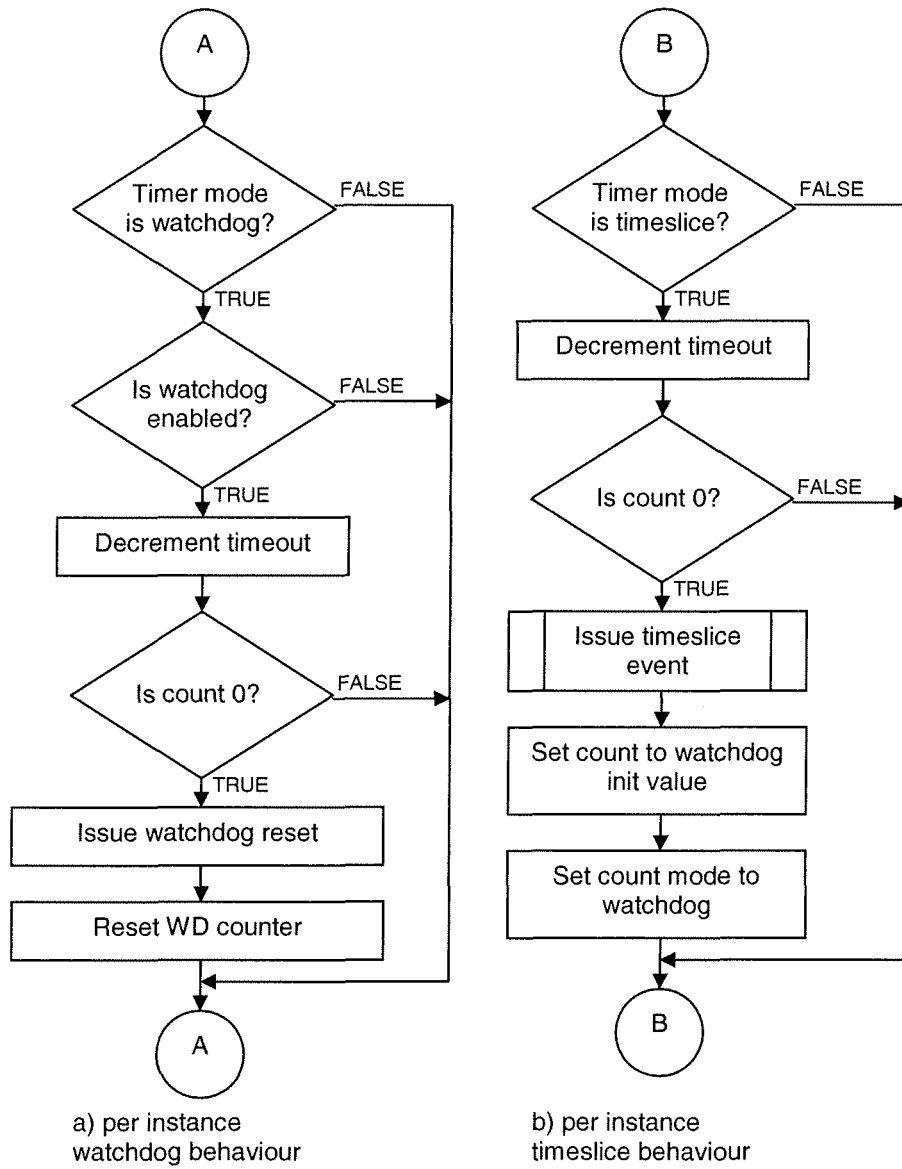 A
Timer mode
is watchdog?
FALSE
TRUE
Is watchdog
enabled?
FALSE
TRUE
Decrement timeout
Is count 0?
FALSE
TRUE
Issue watchdog reset
Reset WD counter
A
a) per instance
watchdog behaviour
B
Timer mode
is timeslice?
FALSE
TRUE
Decrement timeout
Is count 0?
FALSE
TRUE
Issue timeslice
event
Set count to watchdog
init value
Set count mode to
watchdog
B
b) per instance
timeslice behaviour